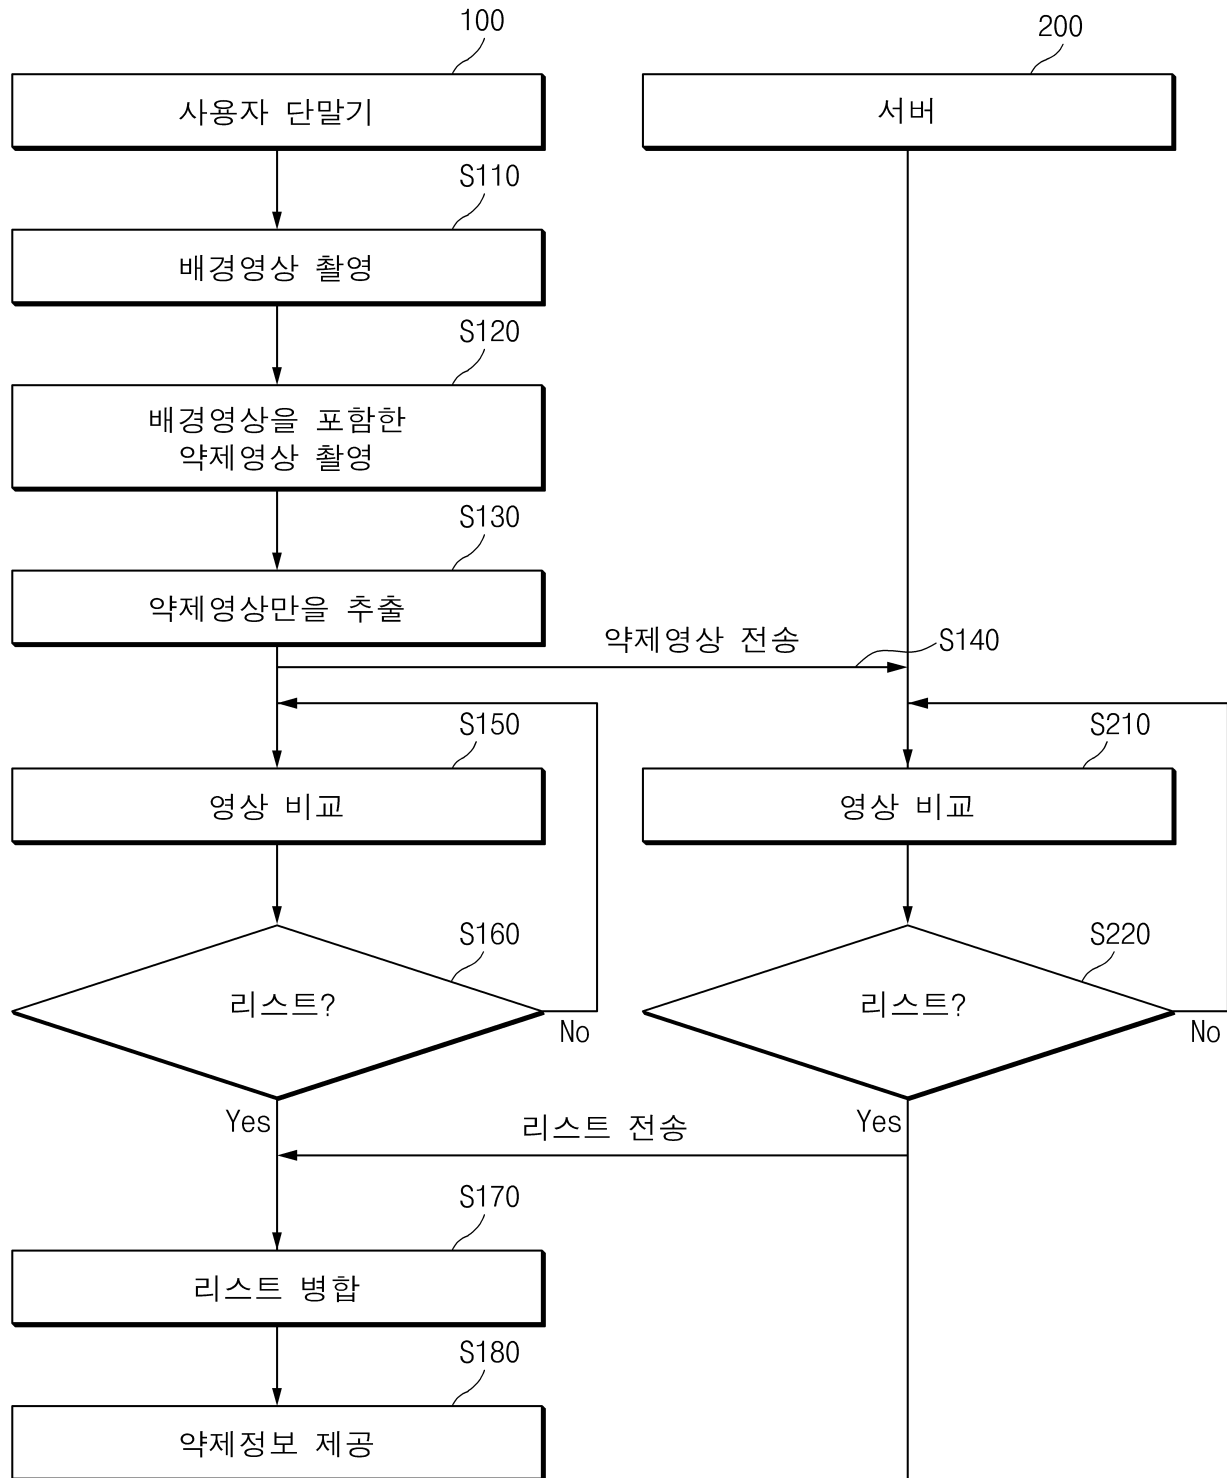 100
200
사용자 단말기
서버
S110
배경영상 촬영
S120
배경영상을 포함한
약제영상 촬영
S130
약제영상만을 추출
약제영상 전송
S140
S150
S210
영상 비교
영상 비교
S160
S220
리스트?
리스트?
No
No
Yes
Yes
리스트 전송
S170
리스트 병합
S180
약제정보 제공